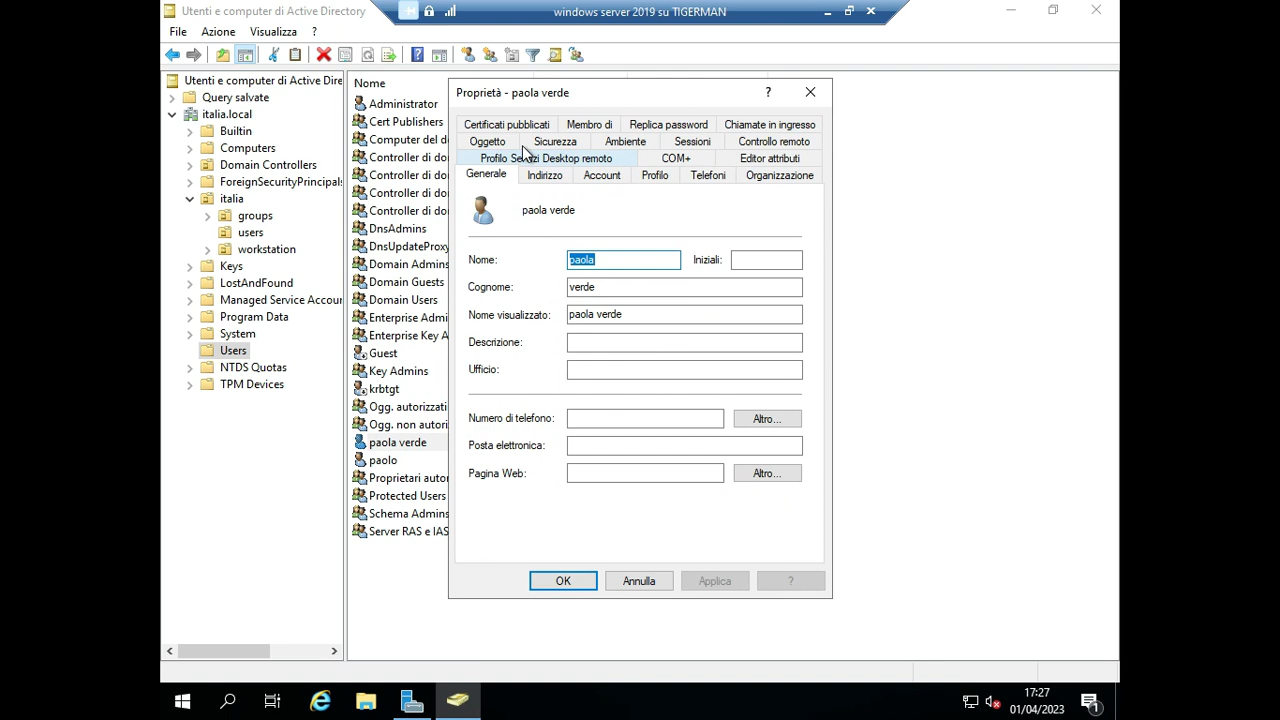 Utenti e computer di Active Directory
windows server 2019 su TIGERMAN
File Azione Visualizza ?
Utenti e computer di Active Dire
Query salvate
italia.local
Builtin
Computers
Domain Controllers
ForeignSecurityPrincipals
italia
groups
users
workstation
Keys
LostAndFound
Managed Service Accoun
Program Data
System
Users
NTDS Quotas
TPM Devices
Nome
Administrator
Cert Publishers
Computer del d
Controller di do
Controller di do
Controller di do
Controller di do
DnsAdmins
DnsUpdateProxy
Domain Admins
Domain Guests
Domain Users
Enterprise Admi
Enterprise Key A
Guest
Key Admins
krbtgt
Ogg. autorizzati
Ogg. non autori
paola verde
paolo
Proprietari autor
Protected Users
Schema Admins
Server RAS e IAS
Proprietà - paola verde
?
Certificati pubblicati Membro di Replica password Chiamate in ingresso
Oggetto Sicurezza Ambiente Sessioni Controllo remoto
Profilo Servizi Desktop remoto COM+ Editor attributi
Generale Indirizzo Account Profilo Telefoni Organizzazione
paola verde
Nome: paola Iniziali:
Cognome: verde
Nome visualizzato: paola verde
Descrizione:
Ufficio:
Numero di telefono: Altro...
Posta elettronica:
Pagina Web: Altro...
OK Annulla Applica ?
17:27
01/04/2023
1